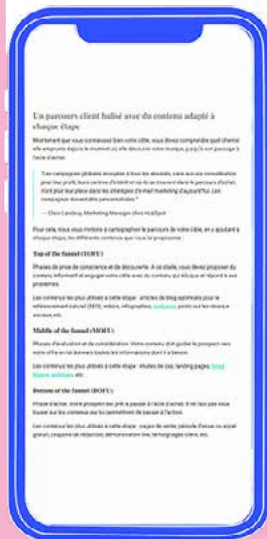 Un parcours client balisé avec du contenu adapté à
chaque étape
Maintenant que vous connaissez bien votre cible, vous devez comprendre quel chemin
elle emprunte depuis le moment où elle découvre votre marque, jusqu'à son passage à
l'acte d'achat.
"Les campagnes globales envoyées à tous les abonnés, sans aucune considération
pour leur profil, leurs centres d'intérêt et où ils se trouvent dans le parcours d'achat,
n'ont plus leur place dans les stratégies d'e-mail marketing d'aujourd'hui. Les
campagnes doivent être personnalisées."
— Clara Landecy, Marketing Manager chez HubSpot
Pour cela, nous vous invitons à cartographier le parcours de votre cible, en y ajoutant à
chaque étape, les différents contenus que vous lui proposerez :
Top of the funnel (TOFU)
Phases de prise de conscience et de découverte. A ce stade, vous devez proposer du
contenu informatif et engager votre cible avec du contenu qui éduque et répond à ses
problèmes.
Les contenus les plus utilisés à cette étape : articles de blog optimisés pour le
référencement naturel (SEO), vidéos, infographies, posts sur les réseaux
sociaux, etc.
Middle of the funnel (MOFU)
Phases d'évaluation et de considération. Votre contenu doit guider le prospect vers
votre offre en lui donnant toutes les informations dont il a besoin.
Les contenus les plus utilisés à cette étape : études de cas, landing pages,
etc.
Bottom of the funnel (BOFU)
Phase d'achat, votre prospect est prêt à passer à l'acte d'achat. Il ne faut pas vous
louper sur les contenus qui lui permettront de passer à l'action.
Les contenus les plus utilisés à cette étape : pages de vente, période d'essai ou audit
gratuit, coupons de réduction, démonstration live, témoignages client, etc.